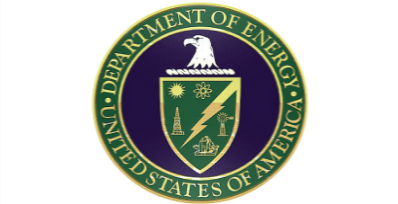 DEPARTMENT OF ENERGY
UNITED STATES OF AMERICA